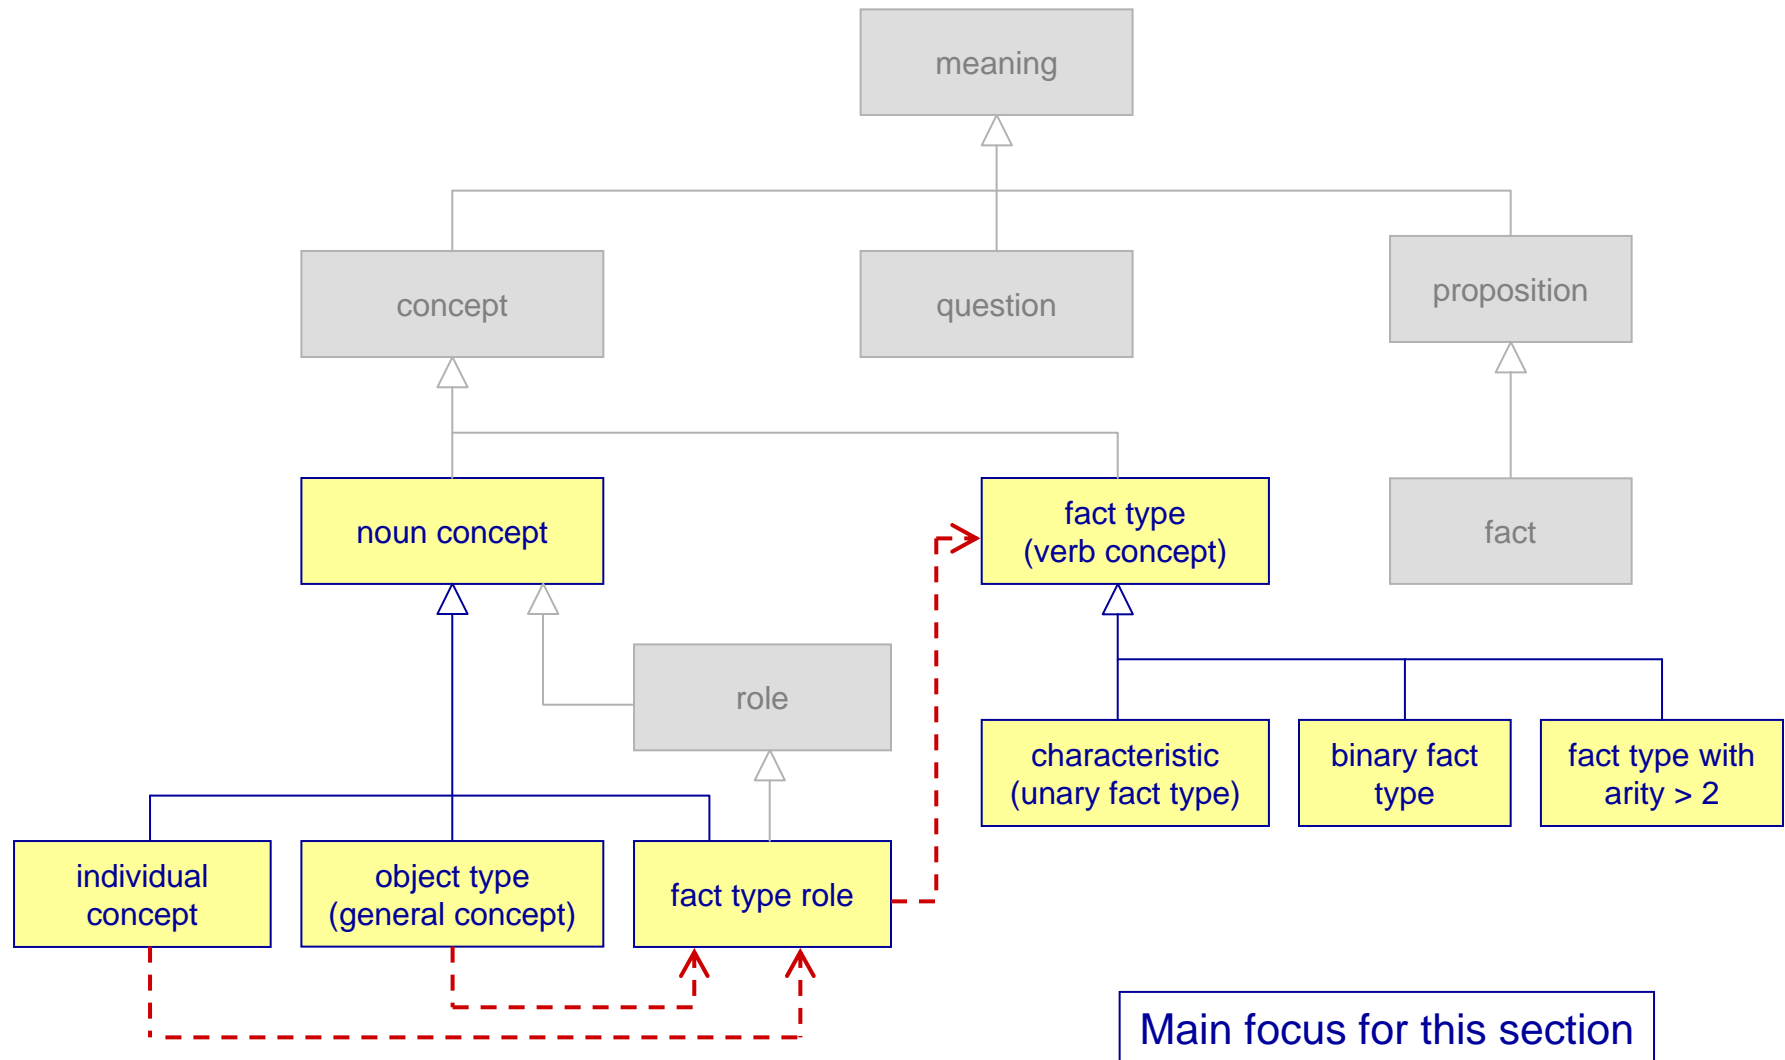 meaning
concept
question
proposition
noun concept
fact type
(verb concept)
fact
role
characteristic
(unary fact type)
binary fact
type
fact type with
arity > 2
individual
concept
object type
(general concept)
fact type role
Main focus for this section